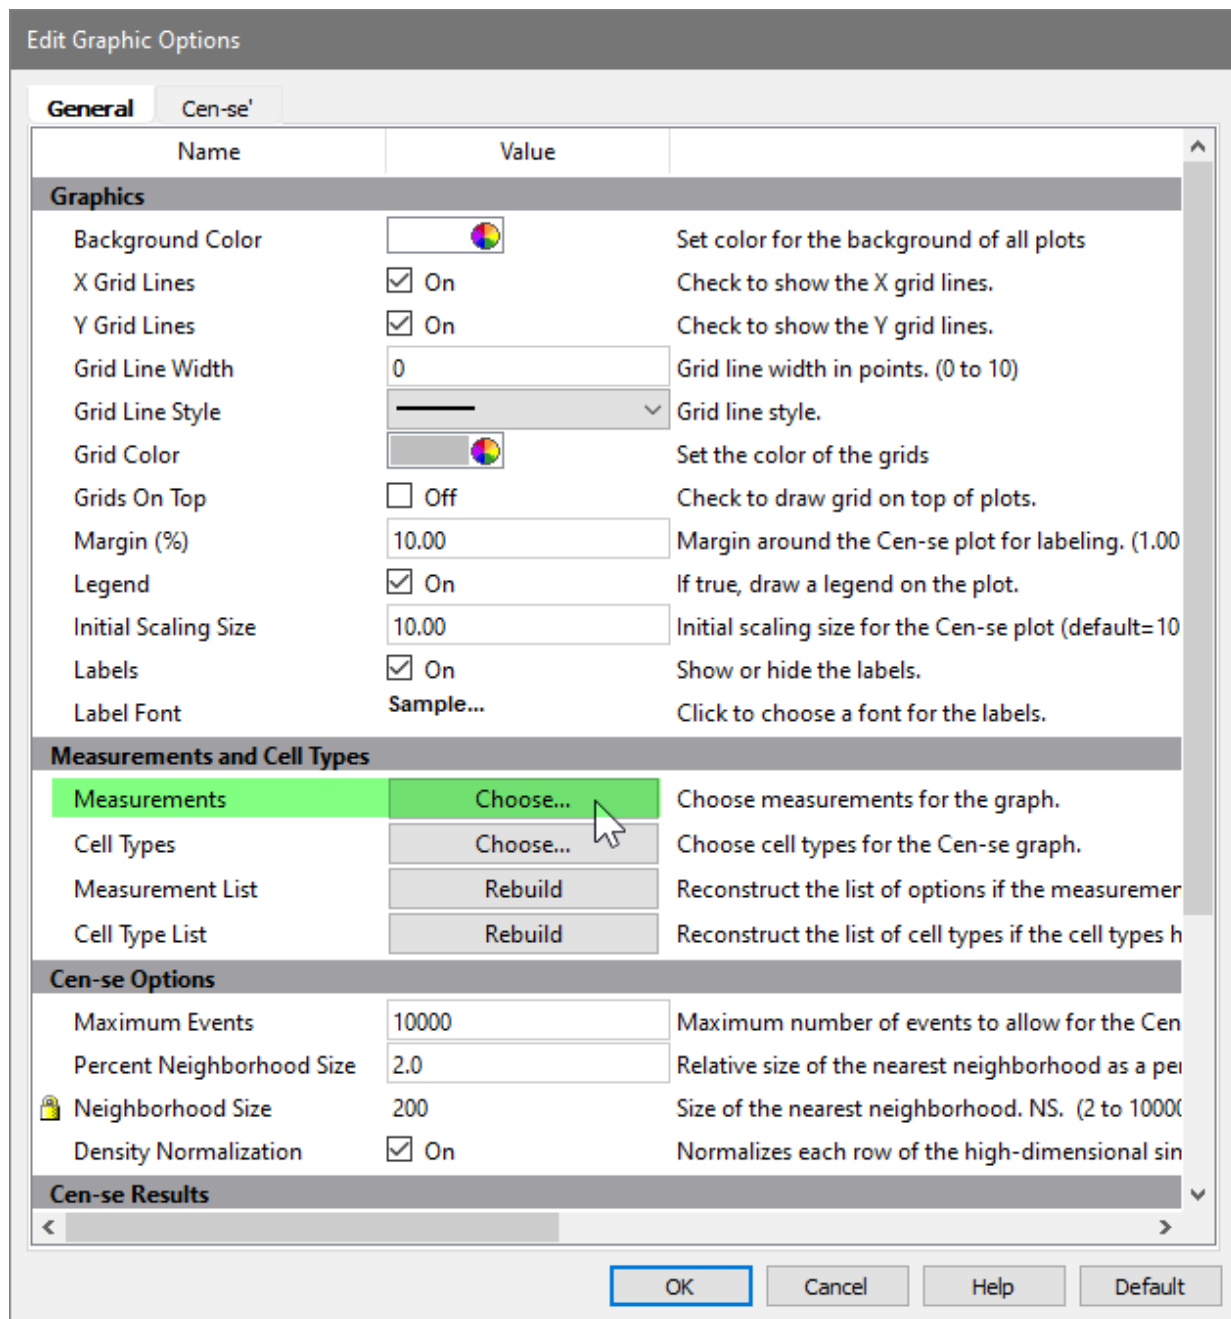 Edit Graphic Options
General Cen-se'
Name Value
Graphics
Background Color Set color for the background of all plots
X Grid Lines On Check to show the X grid lines.
Y Grid Lines On Check to show the Y grid lines.
Grid Line Width 0 Grid line width in points. (0 to 10)
Grid Line Style Grid line style.
Grid Color Set the color of the grids
Grids On Top Off Check to draw grid on top of plots.
Margin (%) 10.00 Margin around the Cen-se plot for labeling. (1.00
Legend On If true, draw a legend on the plot.
Initial Scaling Size 10.00 Initial scaling size for the Cen-se plot (default=10
Labels On Show or hide the labels.
Label Font Sample... Click to choose a font for the labels.
Measurements and Cell Types
Measurements Choose... Choose measurements for the graph.
Cell Types Choose... Choose cell types for the Cen-se graph.
Measurement List Rebuild Reconstruct the list of options if the measuremer
Cell Type List Rebuild Reconstruct the list of cell types if the cell types h
Cen-se Options
Maximum Events 10000 Maximum number of events to allow for the Cen
Percent Neighborhood Size 2.0 Relative size of the nearest neighborhood as a per
Neighborhood Size 200 Size of the nearest neighborhood. NS. (2 to 10000
Density Normalization On Normalizes each row of the high-dimensional sin
Cen-se Results
OK Cancel Help Default